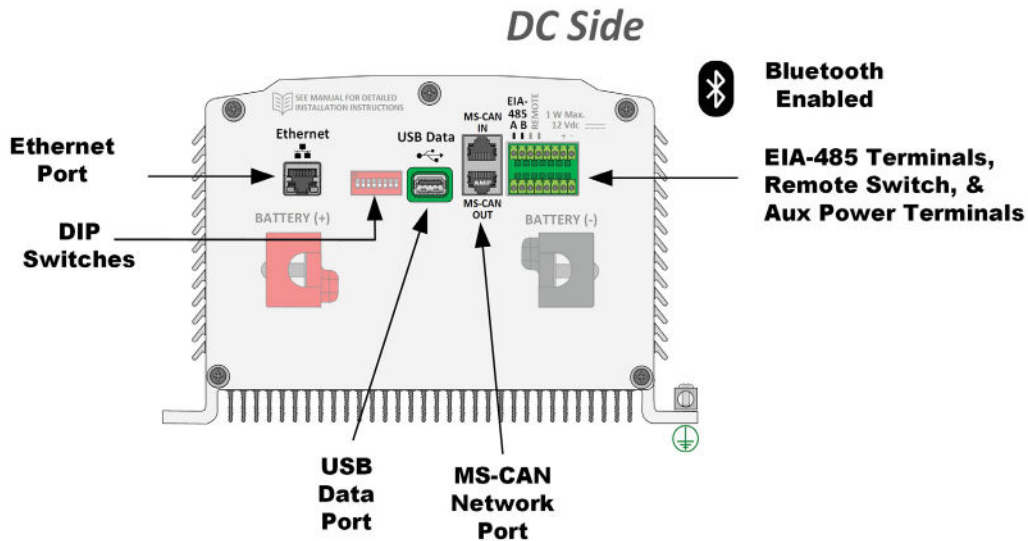 DC Side
Bluetooth
Enabled
SEE MANUAL FOR DETAILED
INSTALLATION INSTRUCTIONS
Ethernet
USB Data
MS-CAN
IN
EIA-
485
A B
REMOTE
1 W Max.
12 Vdc
+ -
Ethernet
Port
AMP
MS-CAN
OUT
EIA-485 Terminals,
Remote Switch, &
Aux Power Terminals
BATTERY (+)
BATTERY (-)
DIP
Switches
USB
Data
Port
MS-CAN
Network
Port